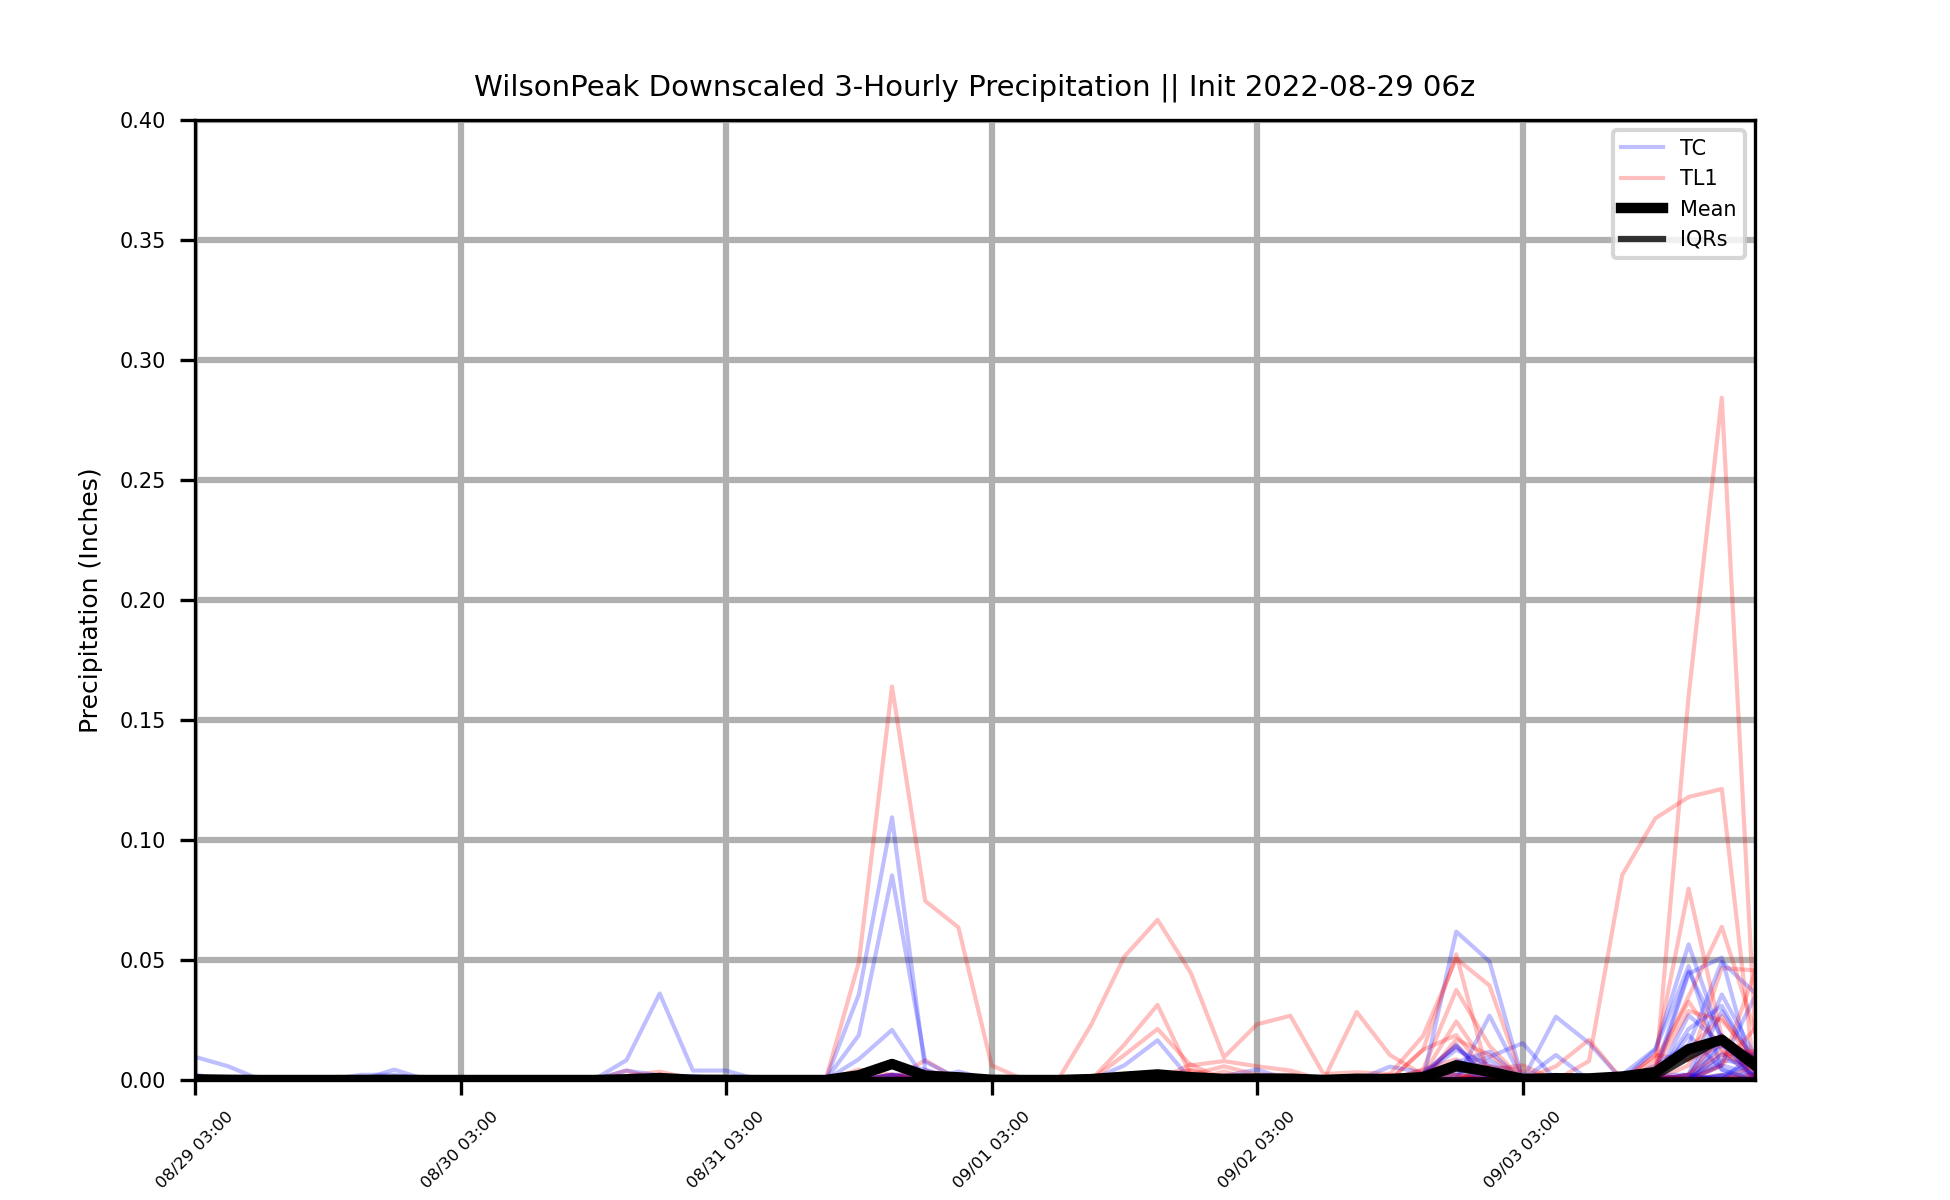 WilsonPeak Downscaled 3-Hourly Precipitation || Init 2022-08-29 06z
TC
TL1
Mean
IQRs
Precipitation (Inches)
0.40
0.35
0.30
0.25
0.20
0.15
0.10
0.05
0.00
08/29 03:00
08/30 03:00
08/31 03:00
09/01 03:00
09/02 03:00
09/03 03:00